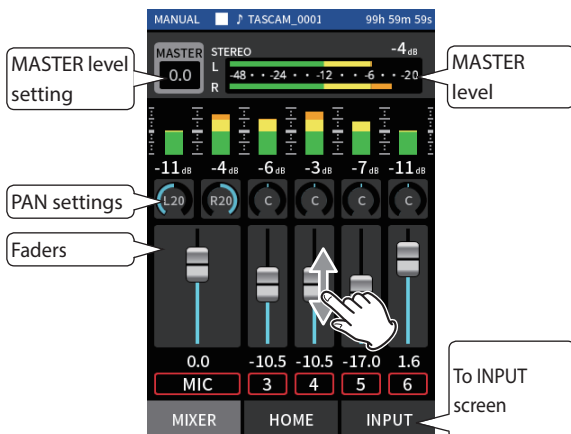 MANUAL ♪ TASCAM_0001 99h 59m 59s
MASTER level
setting
MASTER
0.0
STEREO -4dB
L
-48 · · -24 · · -12 · · -6 · · -20
R
MASTER
level
-11dB -4dB -6dB -3dB -7dB -11dB
PAN settings
L20 R20 C C C C
Faders
0.0 -10.5 -10.5 -17.0 1.6
MIC 3 4 5 6
To INPUT
screen
MIXER HOME INPUT